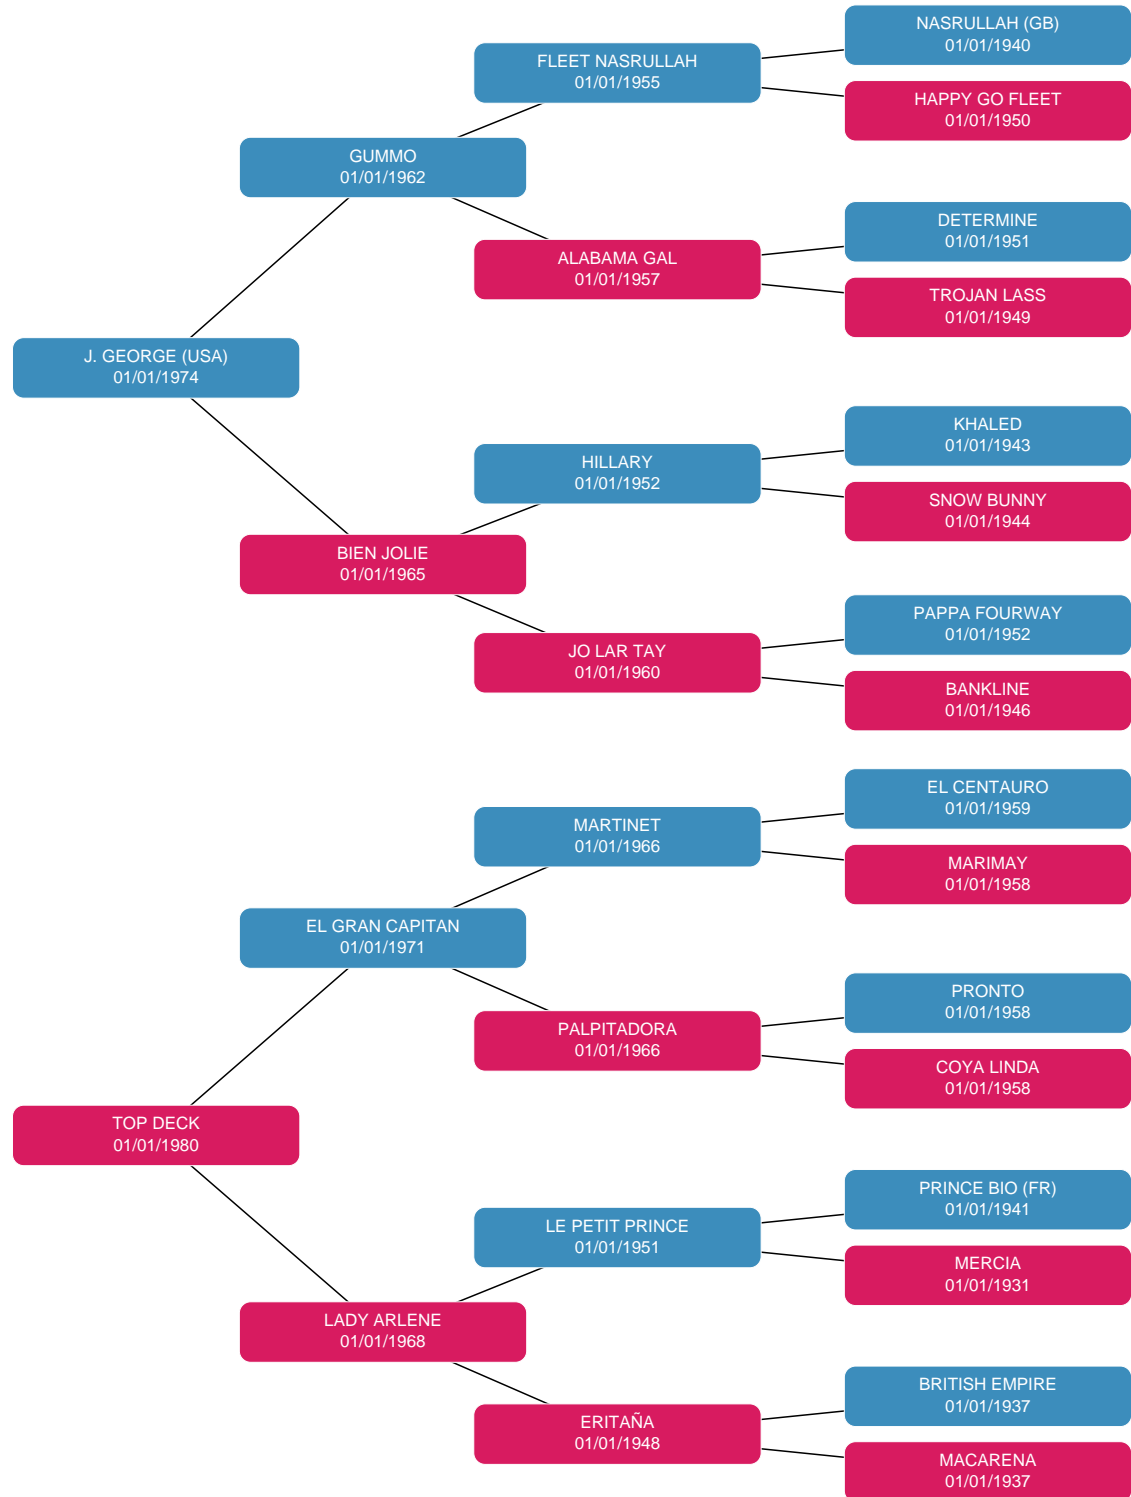 NASRULLAH (GB)
01/01/1940
FLEET NASRULLAH
01/01/1955
HAPPY GO FLEET
01/01/1950
GUMMO
01/01/1962
DETERMINE
01/01/1951
ALABAMA GAL
01/01/1957
TROJAN LASS
01/01/1949
J. GEORGE (USA)
01/01/1974
KHALED
01/01/1943
HILLARY
01/01/1952
SNOW BUNNY
01/01/1944
BIEN JOLIE
01/01/1965
PAPPA FOURWAY
01/01/1952
JO LAR TAY
01/01/1960
BANKLINE
01/01/1946
EL CENTAURO
01/01/1959
MARTINET
01/01/1966
MARIMAY
01/01/1958
EL GRAN CAPITAN
01/01/1971
PRONTO
01/01/1958
PALPITADORA
01/01/1966
COYA LINDA
01/01/1958
TOP DECK
01/01/1980
PRINCE BIO (FR)
01/01/1941
LE PETIT PRINCE
01/01/1951
MERCIA
01/01/1931
LADY ARLENE
01/01/1968
BRITISH EMPIRE
01/01/1937
ERITAÑA
01/01/1948
MACARENA
01/01/1937